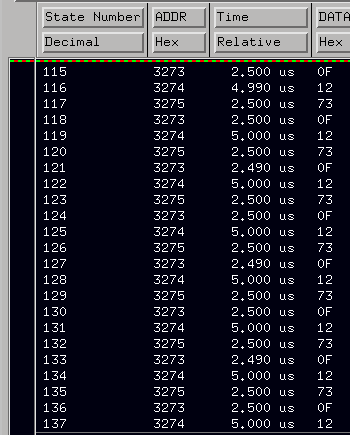 State Number ADDR Time DATA
Decimal Hex Relative Hex
115 3273 2.500 us 0F
116 3274 4.990 us 12
117 3275 2.500 us 73
118 3273 2.500 us 0F
119 3274 5.000 us 12
120 3275 2.500 us 73
121 3273 2.490 us 0F
122 3274 5.000 us 12
123 3275 2.500 us 73
124 3273 2.500 us 0F
125 3274 5.000 us 12
126 3275 2.500 us 73
127 3273 2.490 us 0F
128 3274 5.000 us 12
129 3275 2.500 us 73
130 3273 2.500 us 0F
131 3274 5.000 us 12
132 3275 2.500 us 73
133 3273 2.490 us 0F
134 3274 5.000 us 12
135 3275 2.500 us 73
136 3273 2.500 us 0F
137 3274 5.000 us 12